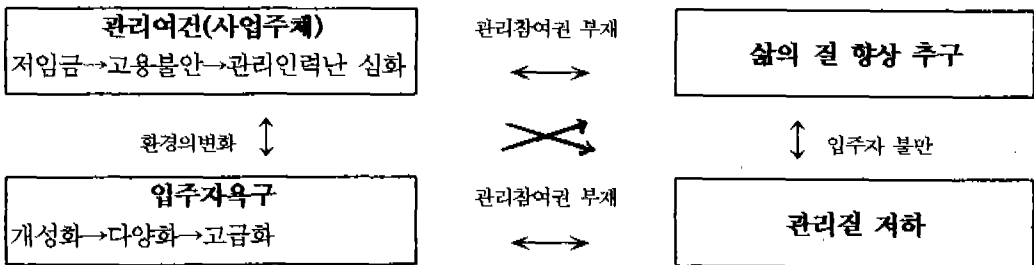 관리여건(사업주체)
저임금→고용불안→관리인력난 심화
관리참여권 부재
삶의 질 향상 추구
환경의변화
입주자 불만
입주자욕구
개성화→다양화→고급화
관리참여권 부재
관리질 저하